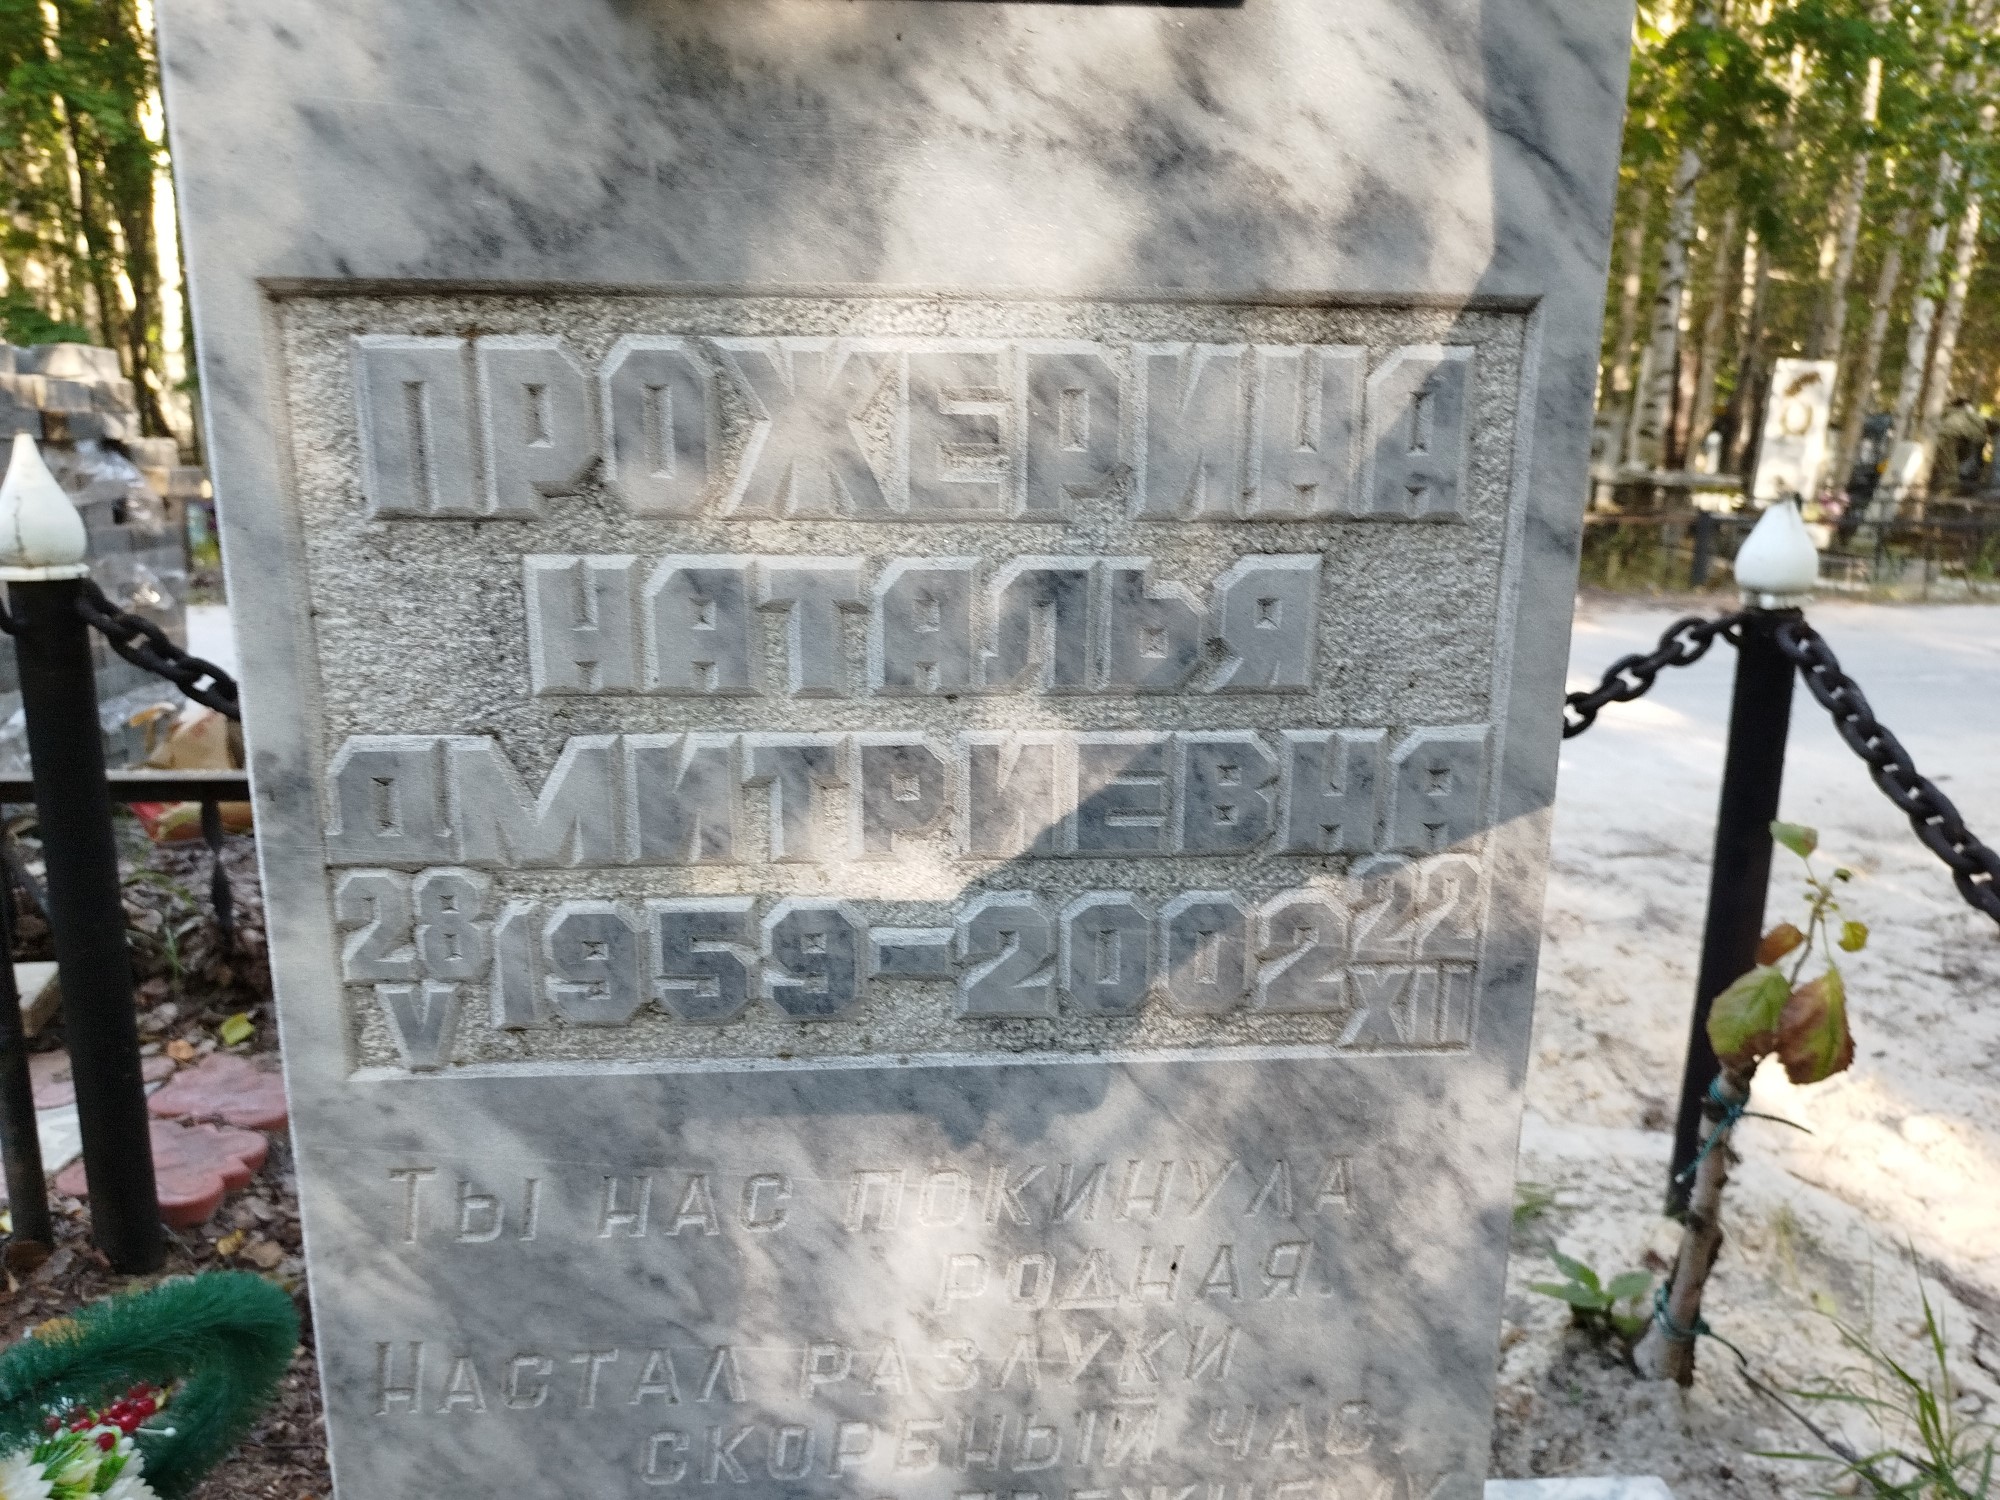 ПРОЖЕРИНА
НАТАЛЬЯ
ДМИТРИЕВНА
28 V 1959-2002 22 XII
Ты нас покинула
родная.
Настал разлуки
скорбный час.